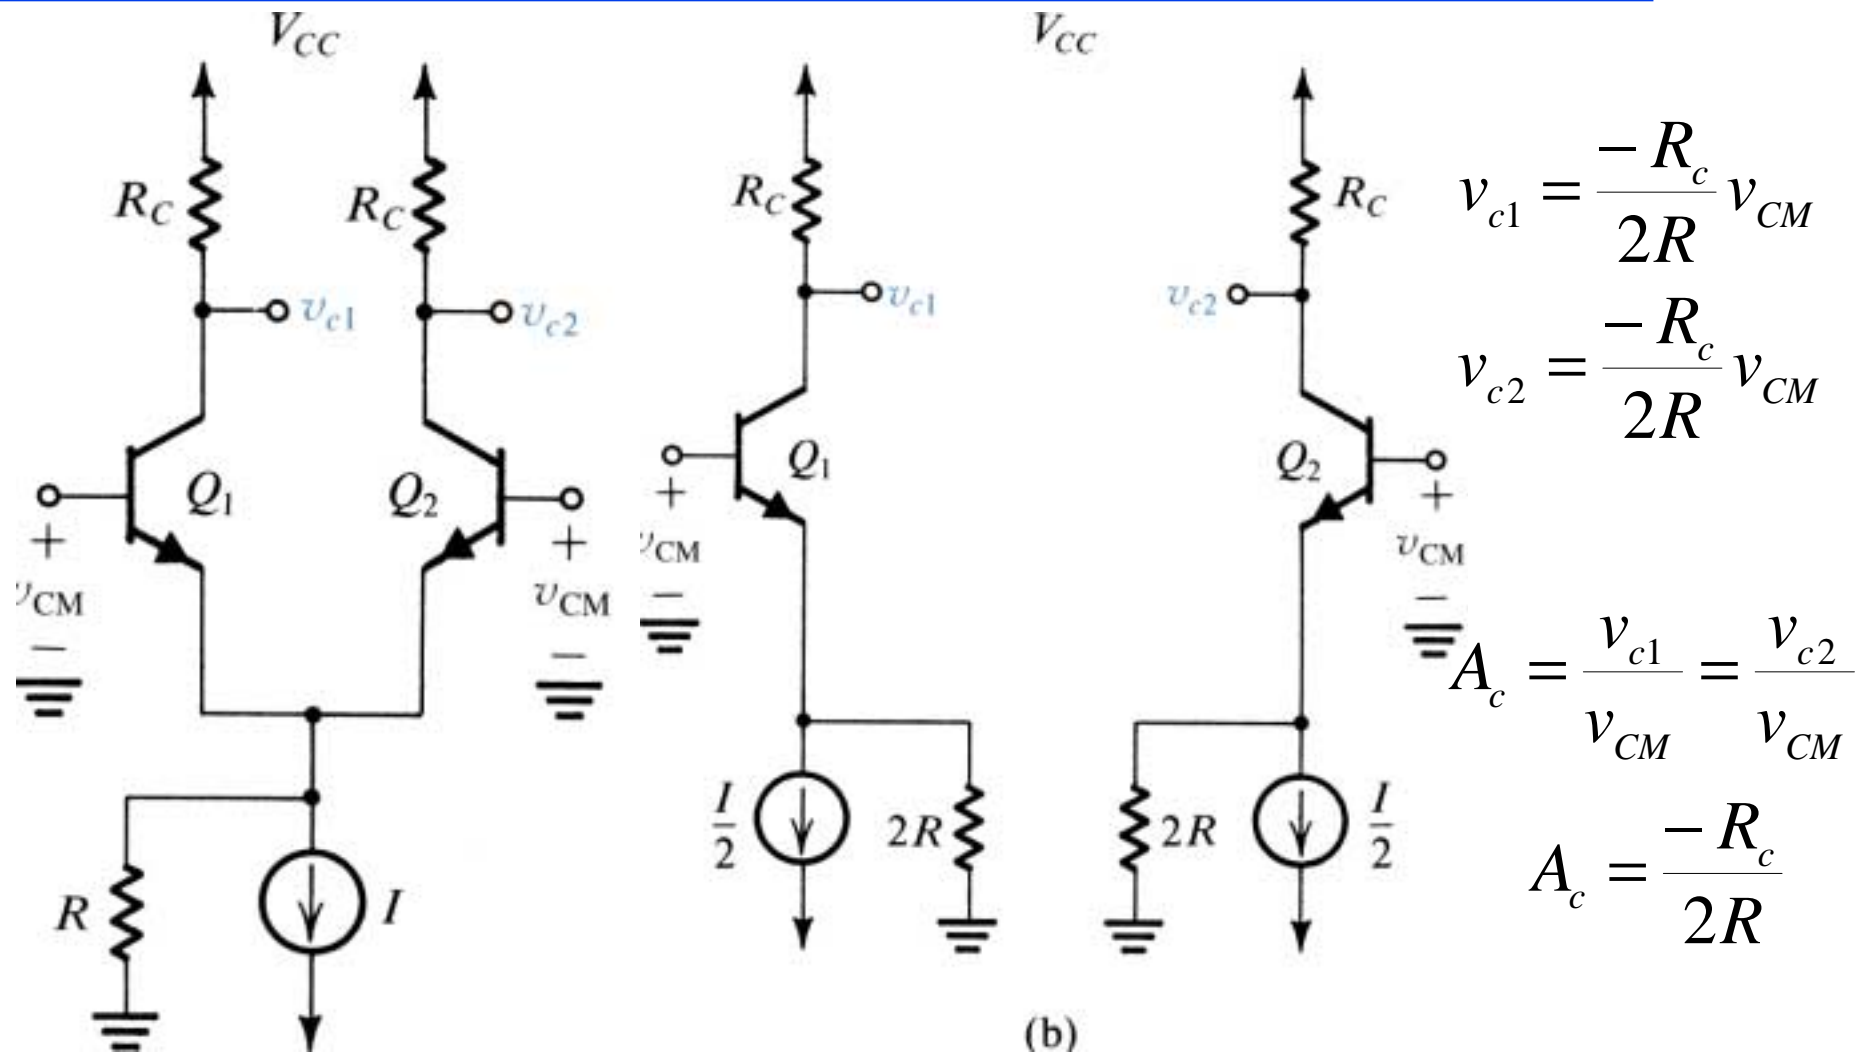 V_CC
V_CC
R_C
R_C
R_C
R_C
v_c1
v_c2
v_c1
v_c2
Q_1
Q_2
Q_1
Q_2
+
+
+
+
v_CM
v_CM
v_CM
v_CM
−
−
−
−
R
I
I/2
2R
2R
I/2
(b)
v_c1 = −R_c/2R v_CM
v_c2 = −R_c/2R v_CM
A_c = v_c1/v_CM = v_c2/v_CM
A_c = −R_c/2R